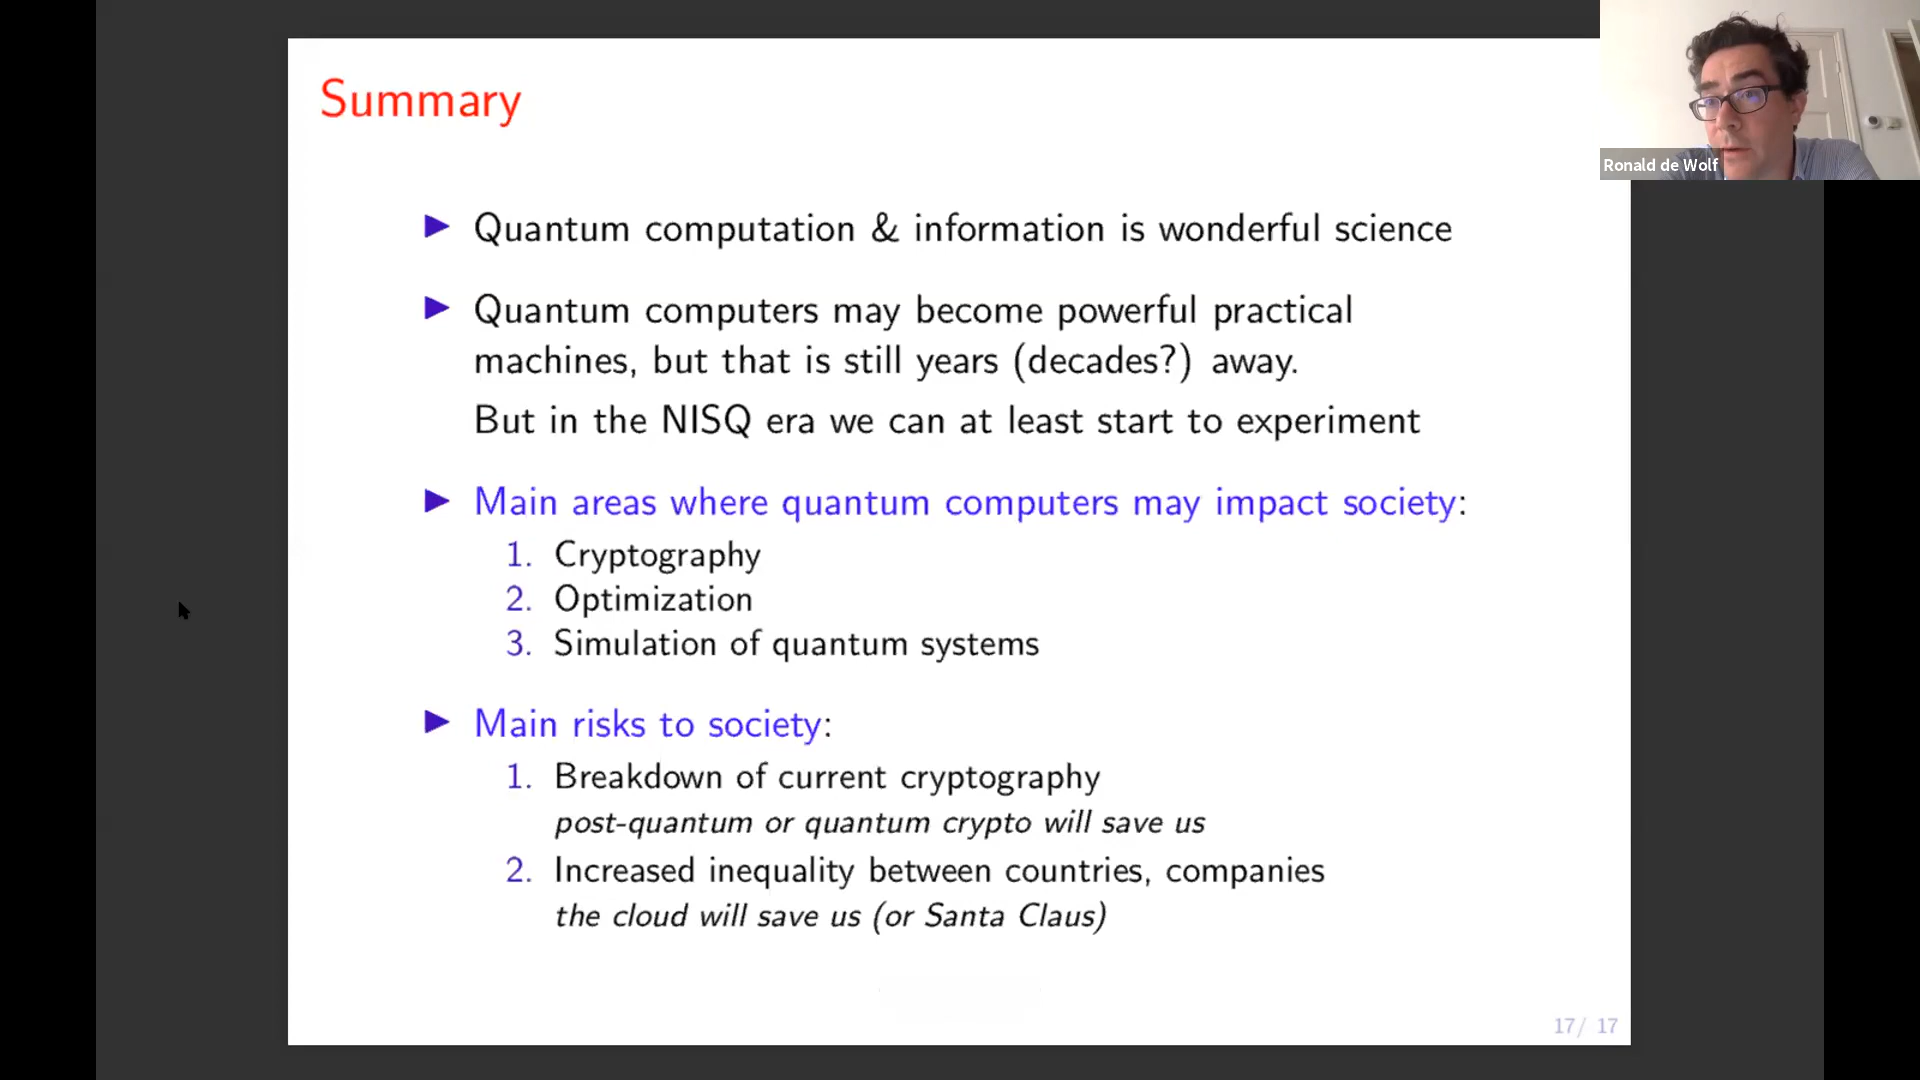 Summary
Ronald de Wolf
▶ Quantum computation & information is wonderful science
▶ Quantum computers may become powerful practical
machines, but that is still years (decades?) away.
But in the NISQ era we can at least start to experiment
▶ Main areas where quantum computers may impact society:
1. Cryptography
2. Optimization
3. Simulation of quantum systems
▶ Main risks to society:
1. Breakdown of current cryptography
post-quantum or quantum crypto will save us
2. Increased inequality between countries, companies
the cloud will save us (or Santa Claus)
17/ 17